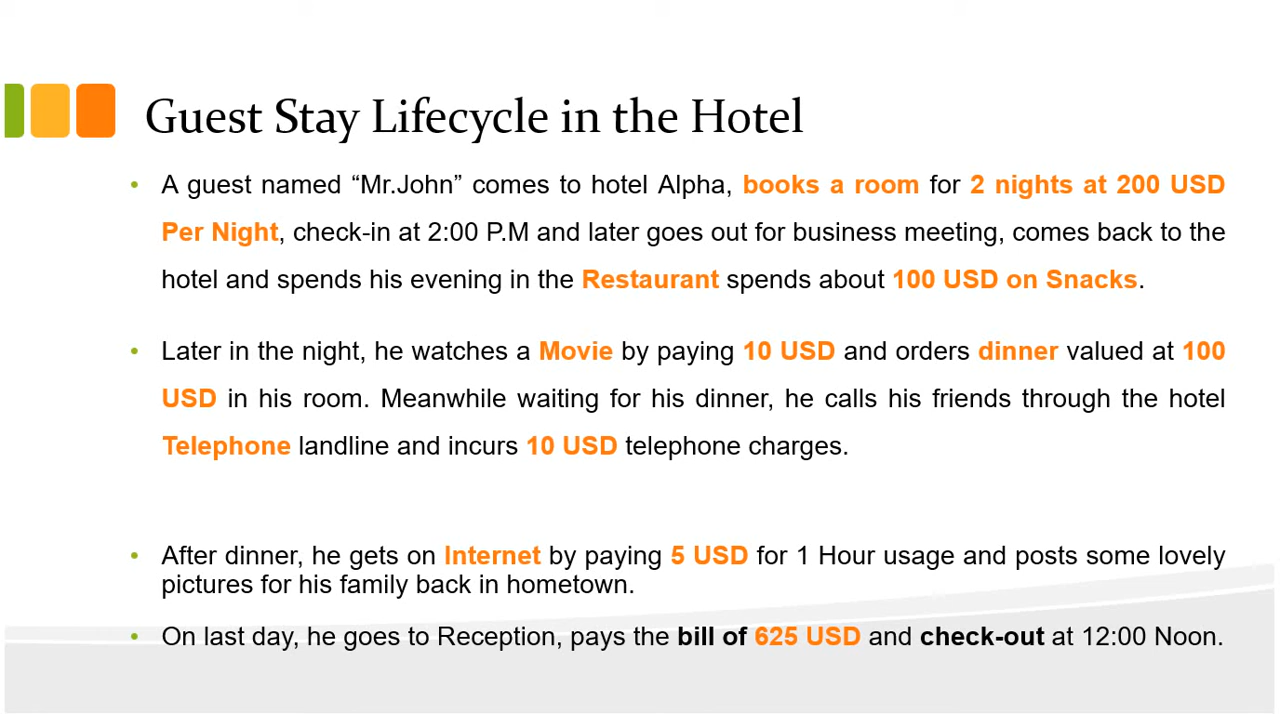 Guest Stay Lifecycle in the Hotel
• A guest named “Mr.John” comes to hotel Alpha, books a room for 2 nights at 200 USD
Per Night, check-in at 2:00 P.M and later goes out for business meeting, comes back to the
hotel and spends his evening in the Restaurant spends about 100 USD on Snacks.
• Later in the night, he watches a Movie by paying 10 USD and orders dinner valued at 100
USD in his room. Meanwhile waiting for his dinner, he calls his friends through the hotel
Telephone landline and incurs 10 USD telephone charges.
• After dinner, he gets on Internet by paying 5 USD for 1 Hour usage and posts some lovely
pictures for his family back in hometown.
• On last day, he goes to Reception, pays the bill of 625 USD and check-out at 12:00 Noon.